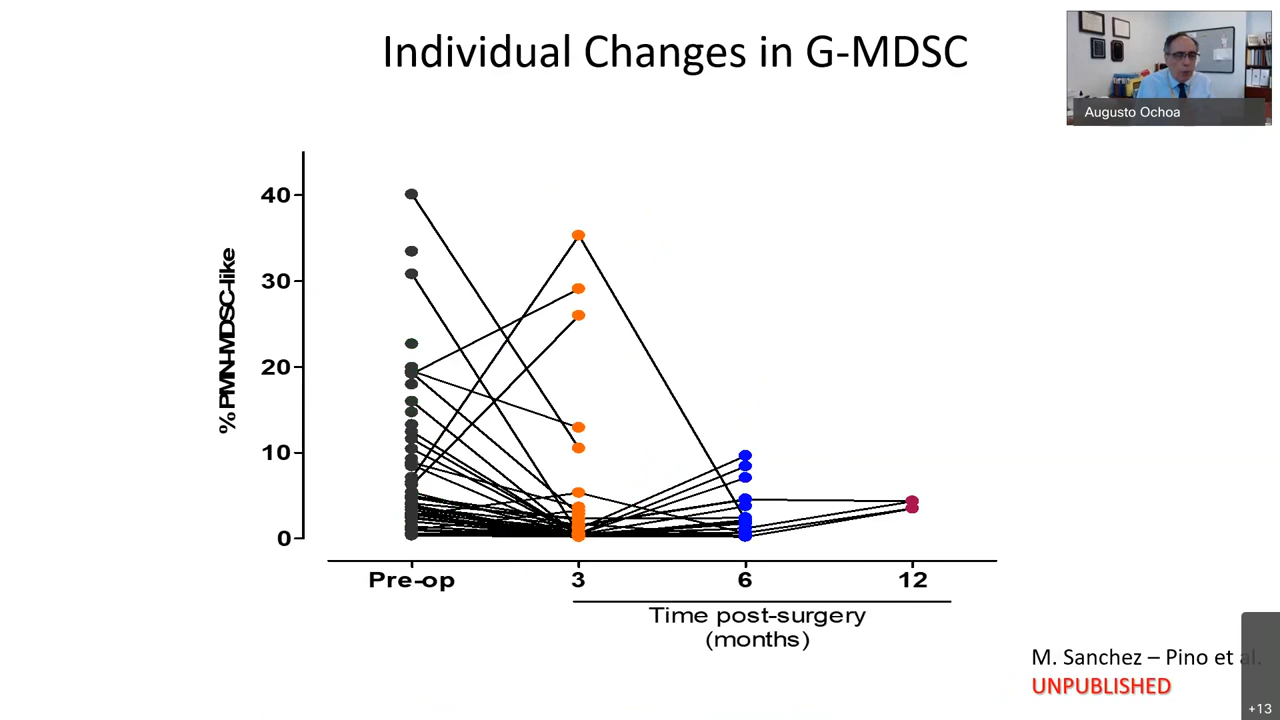 Individual Changes in G-MDSC
Augusto Ochoa
% PMN-MDSC-like
40
30
20
10
0
Pre-op 3 6 12
Time post-surgery
(months)
M. Sanchez – Pino et al.
UNPUBLISHED
+13